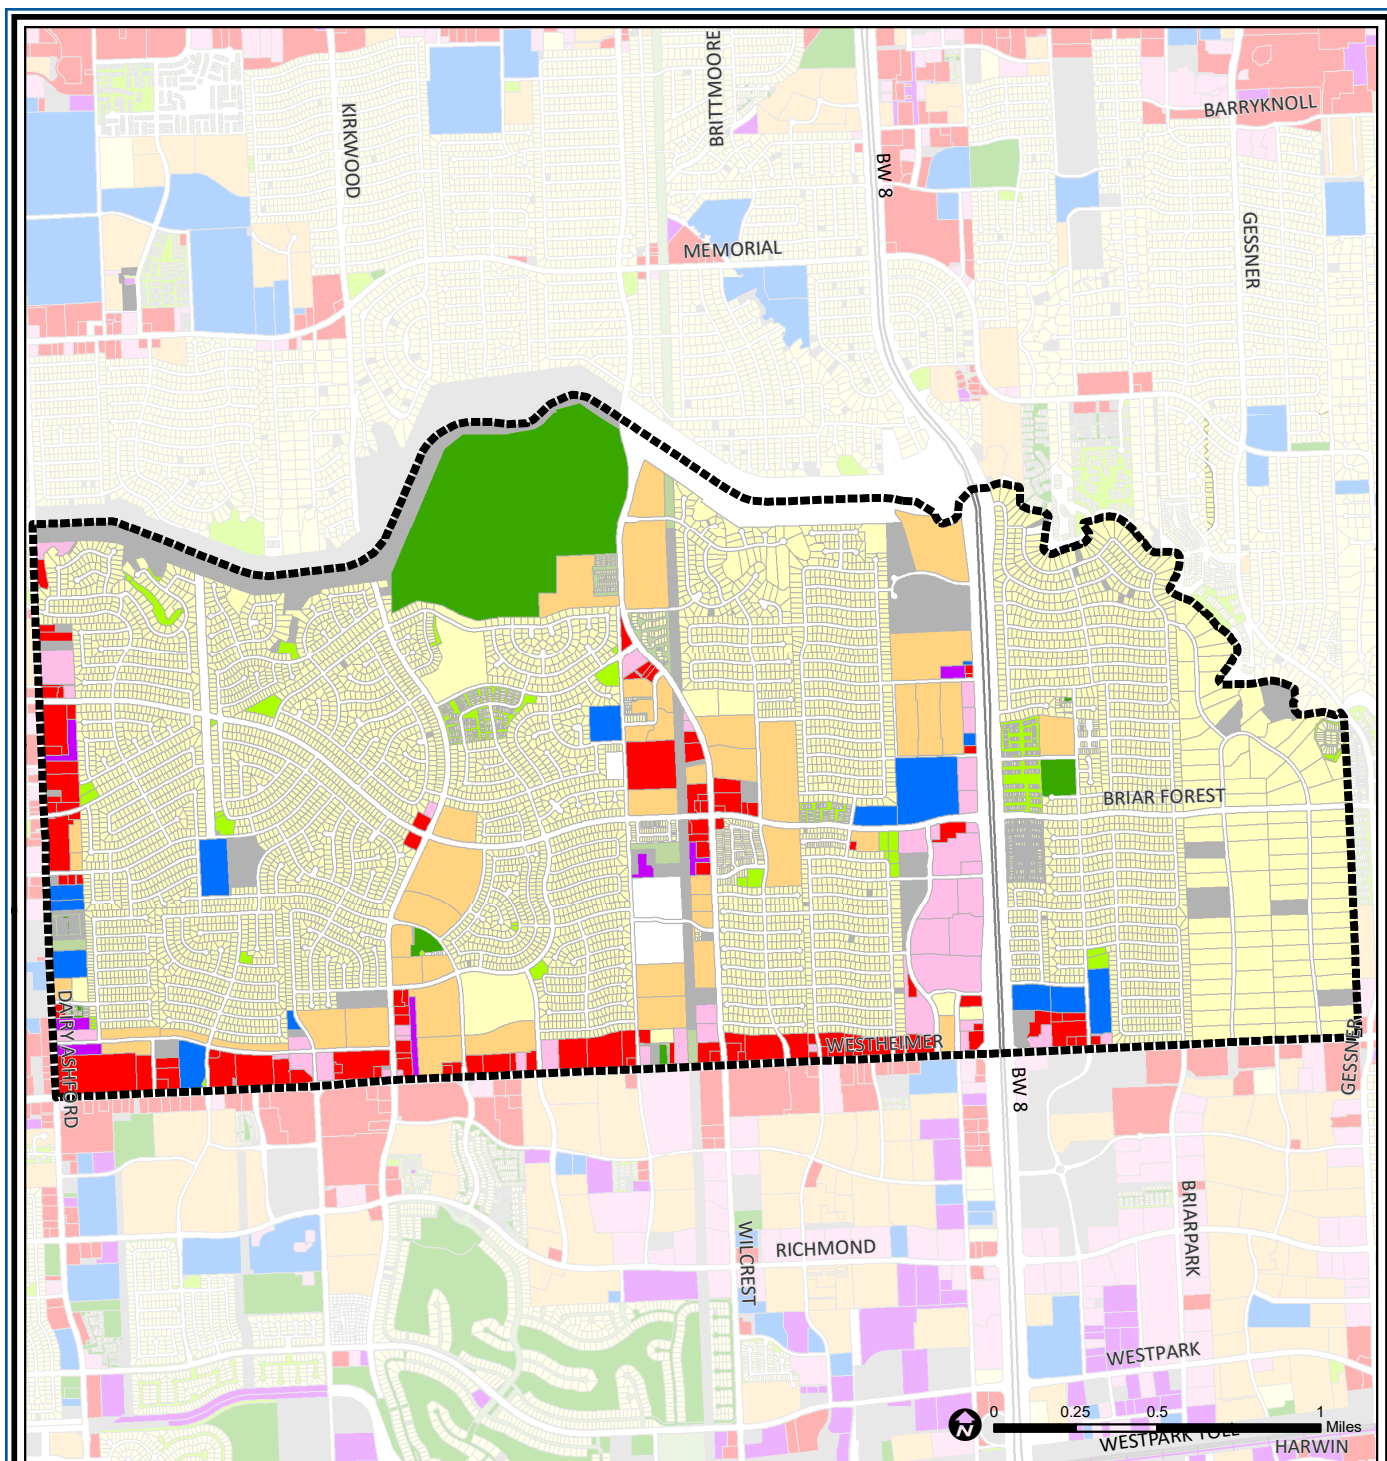 BRITTMOORE
BARRYKNOLL
KIRKWOOD
BW 8
GESSNER
MEMORIAL
BRIAR FOREST
DAIRY ASHFORD
WESTHEIMER
GESSNER
BW 8
BRIARPARK
WILCREST
RICHMOND
WESTPARK
N
0
0.25
0.5
1
Miles
WESTPARK TOLL
HARWIN